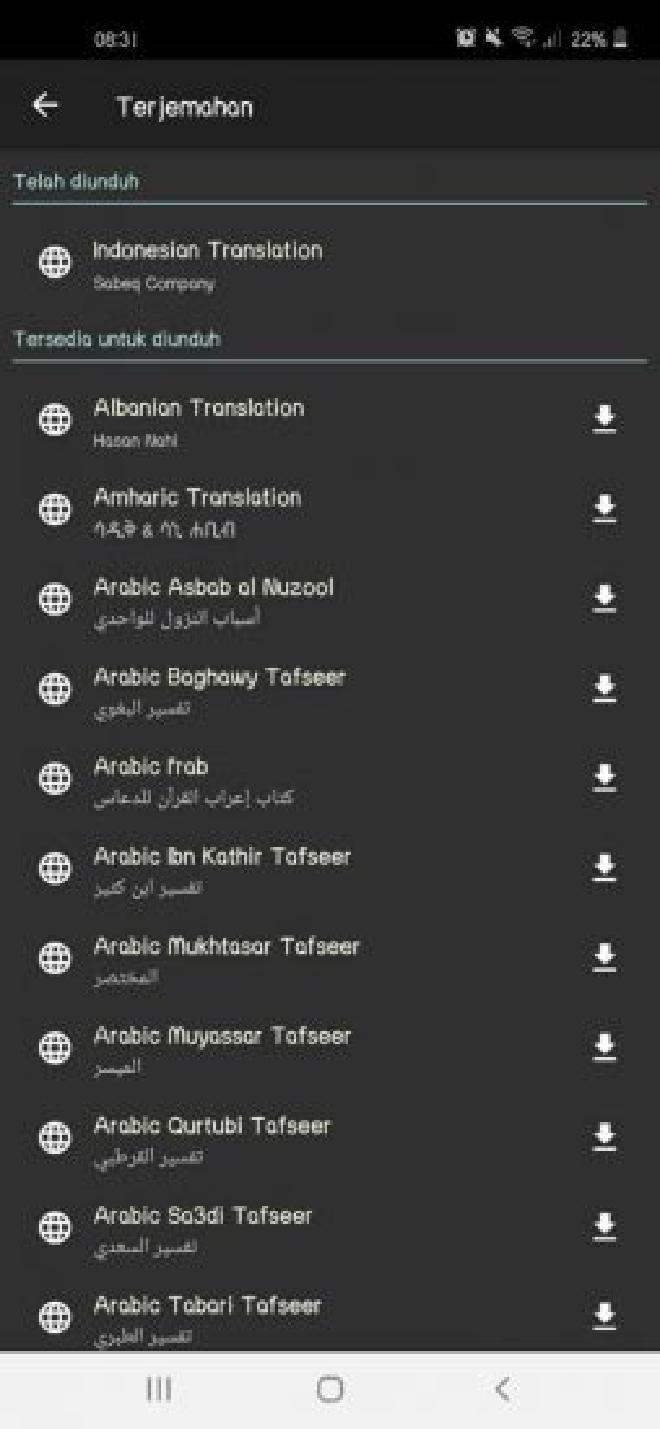 08:31
22%
Terjemahan
Telah diunduh
Indonesian Translation
Sabeq Company
Tersedia untuk diunduh
Albanian Translation
Hasan Nahi
Amharic Translation
ሳዲቅ & ሳኒ ሐቢብ
Arabic Asbab al Nuzool
أسباب النزول للواحدي
Arabic Baghawy Tafseer
تفسير البغوي
Arabic I'rab
كتاب إعراب القرآن للدعاس
Arabic Ibn Kathir Tafseer
تفسير ابن كثير
Arabic Mukhtasar Tafseer
المختصر
Arabic Muyassar Tafseer
الميسر
Arabic Qurtubi Tafseer
تفسير القرطبي
Arabic Sa3di Tafseer
تفسير السعدي
Arabic Tabari Tafseer
تفسير الطبري